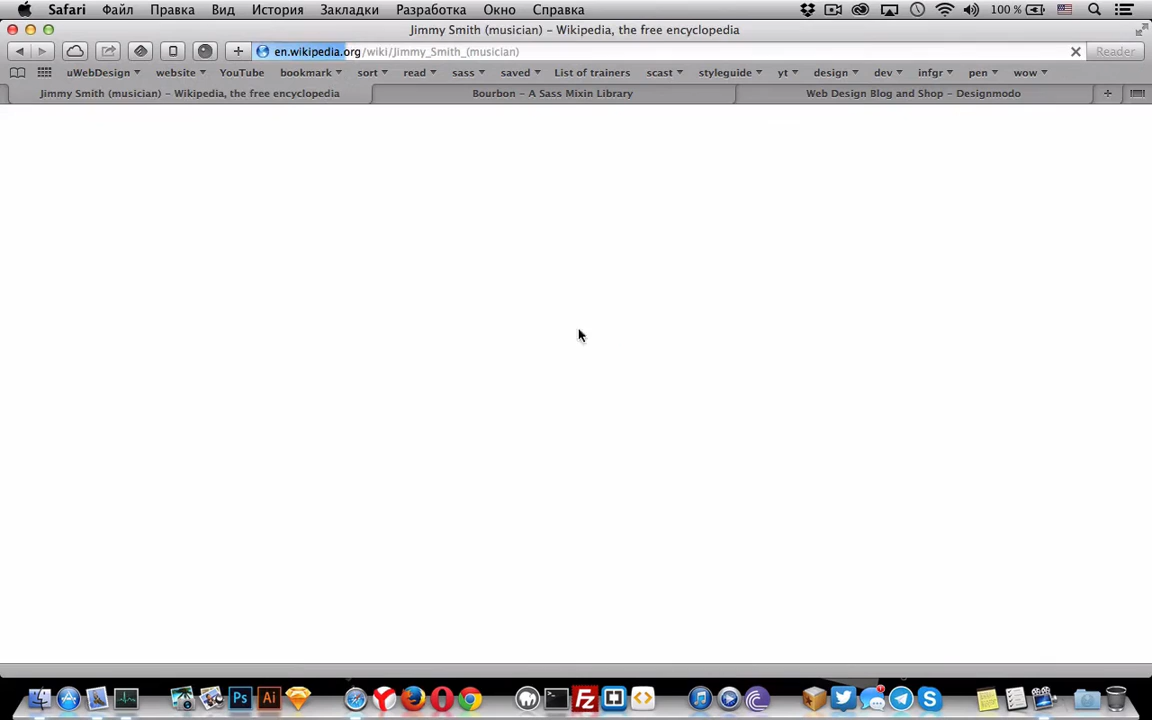 Safari Файл Правка Вид История Закладки Разработка Окно Справка 100 %
Jimmy Smith (musician) – Wikipedia, the free encyclopedia
en.wikipedia.org/wiki/Jimmy_Smith_(musician) Reader
uWebDesign website YouTube bookmark sort read sass saved List of trainers scast styleguide yt design dev infgr pen wow
Jimmy Smith (musician) – Wikipedia, the free encyclopedia Bourbon – A Sass Mixin Library Web Design Blog and Shop – Designmodo
Ps Ai Fz S